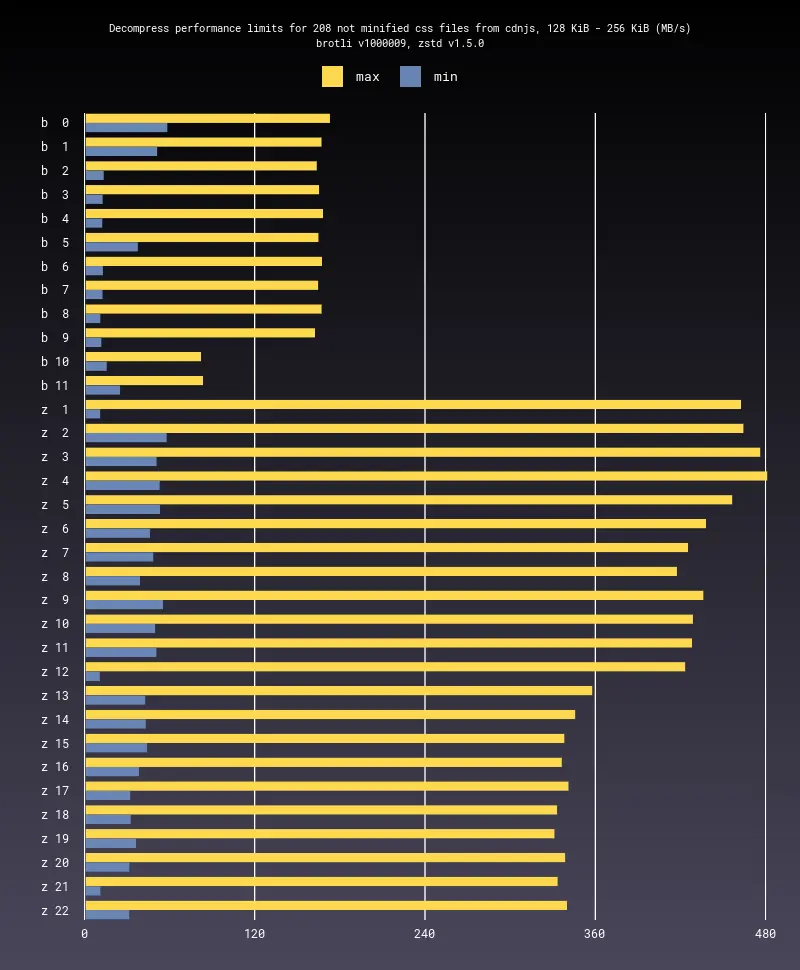 Decompress performance limits for 208 not minified css files from cdnjs, 128 KiB - 256 KiB (MB/s)
brotli v1000009, zstd v1.5.0
max min
b 0
b 1
b 2
b 3
b 4
b 5
b 6
b 7
b 8
b 9
b 10
b 11
z 1
z 2
z 3
z 4
z 5
z 6
z 7
z 8
z 9
z 10
z 11
z 12
z 13
z 14
z 15
z 16
z 17
z 18
z 19
z 20
z 21
z 22
0 120 240 360 480